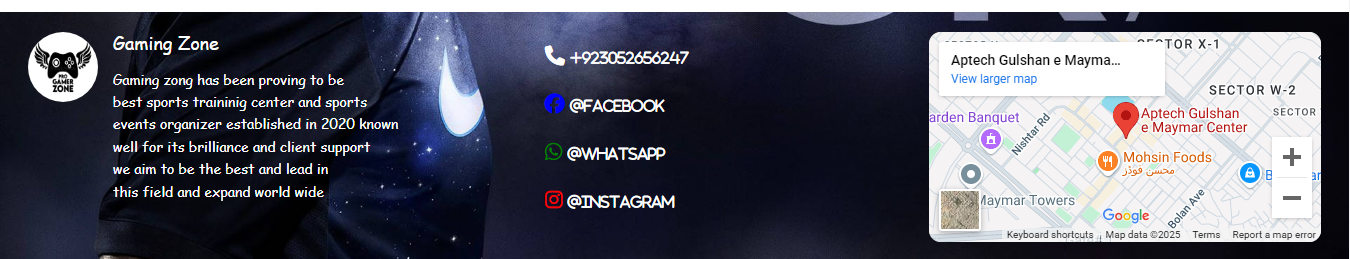 PRO
GAMER
ZONE
Gaming Zone
Gaming zong has been proving to be
best sports traininig center and sports
events organizer established in 2020 known
well for its brilliance and client support
we aim to be the best and lead in
this field and expand world wide
+923052656247
@FACEBOOK
@WHATSAPP
@INSTAGRAM
SECTOR X-1
Aptech Gulshan e Mayma...
View larger map
SECTOR W-2
SECTOR
arden Banquet
Nishtar Rd
Aptech Gulshan
e Maymar Center
Mohsin Foods
محسن فوڈز
Maymar Towers
Bolan Ave
Google
Keyboard shortcuts
Map data ©2025
Terms
Report a map error